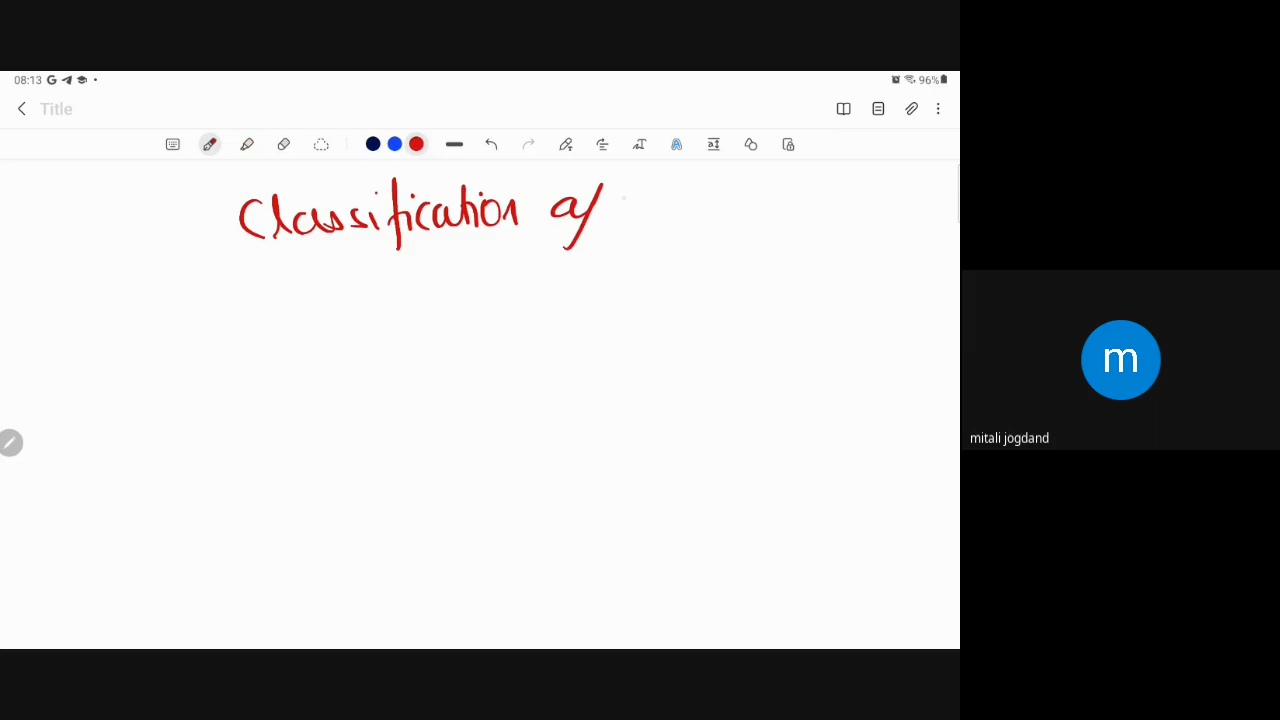 08:13 G 96%
Title
Classification of
m
mitali jogdand